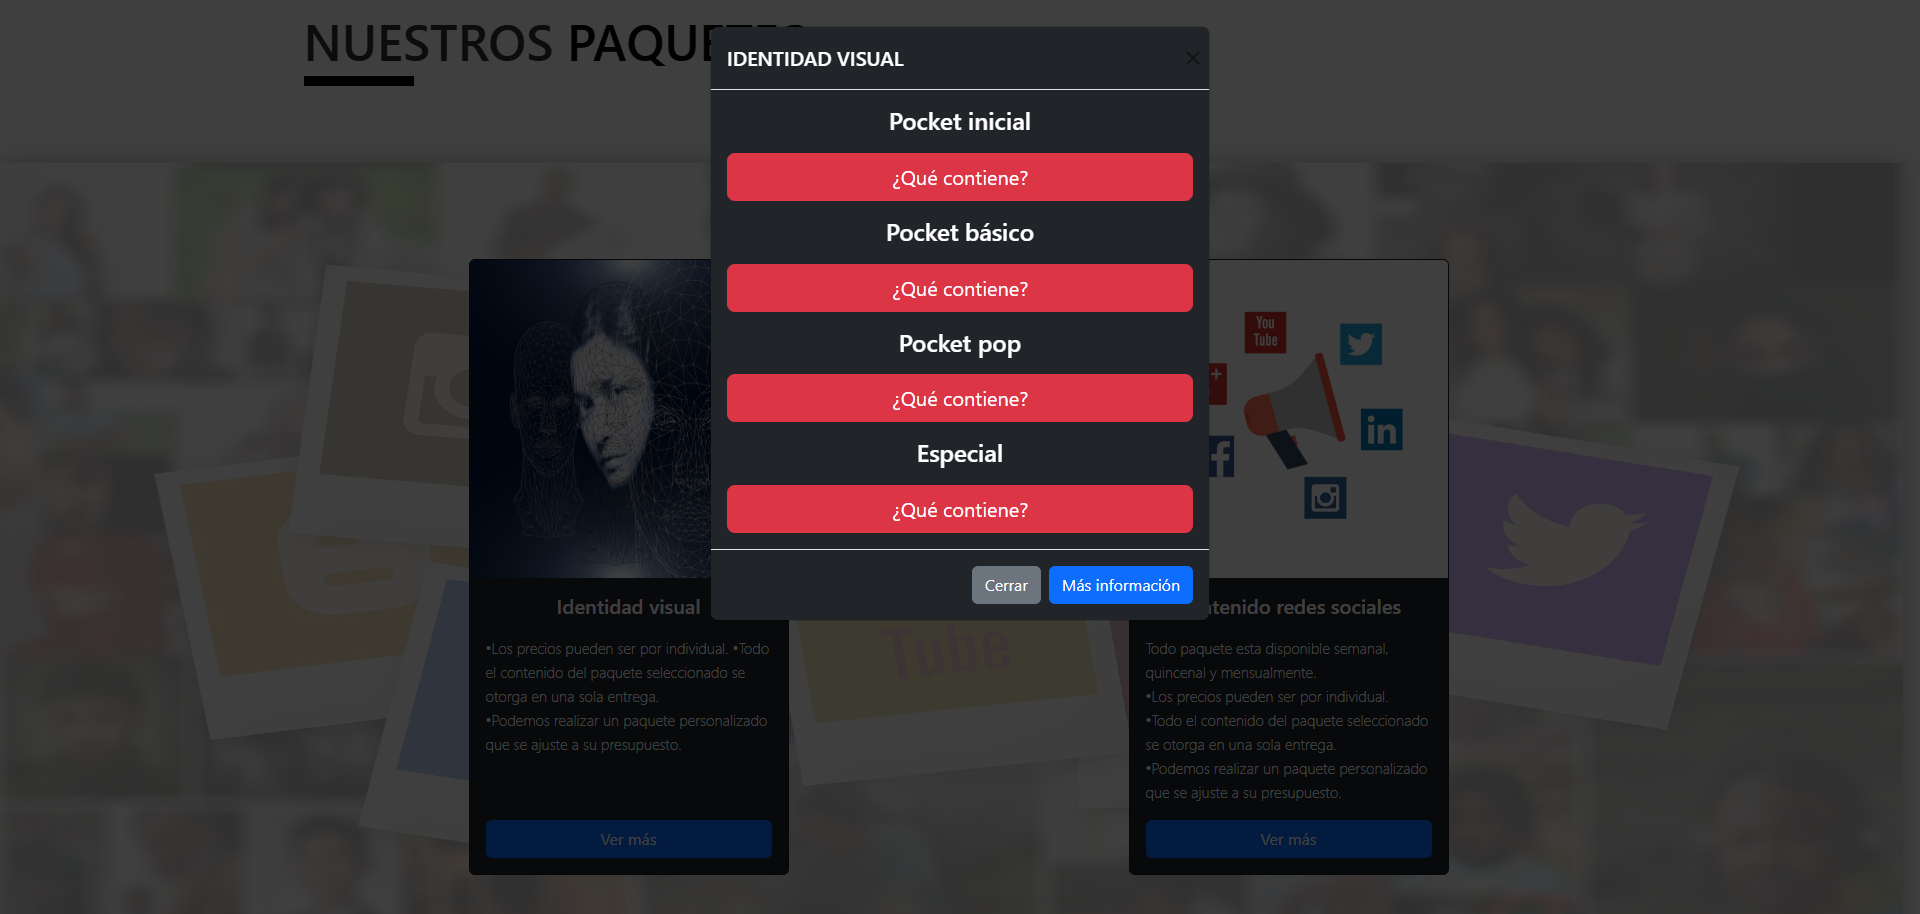 NUESTROS PAQUETES
IDENTIDAD VISUAL
Pocket inicial
¿Qué contiene?
Pocket básico
¿Qué contiene?
Pocket pop
¿Qué contiene?
Especial
¿Qué contiene?
Cerrar
Más información
Identidad visual
•Los precios pueden ser por individual. •Todo
el contenido del paquete seleccionado se
otorga en una sola entrega.
•Podemos realizar un paquete personalizado
que se ajuste a su presupuesto.
Ver más
Tube
You
Tube
+
in
tenido redes sociales
Todo paquete esta disponible semanal,
quincenal y mensualmente.
•Los precios pueden ser por individual.
•Todo el contenido del paquete seleccionado
se otorga en una sola entrega.
•Podemos realizar un paquete personalizado
que se ajuste a su presupuesto.
Ver más